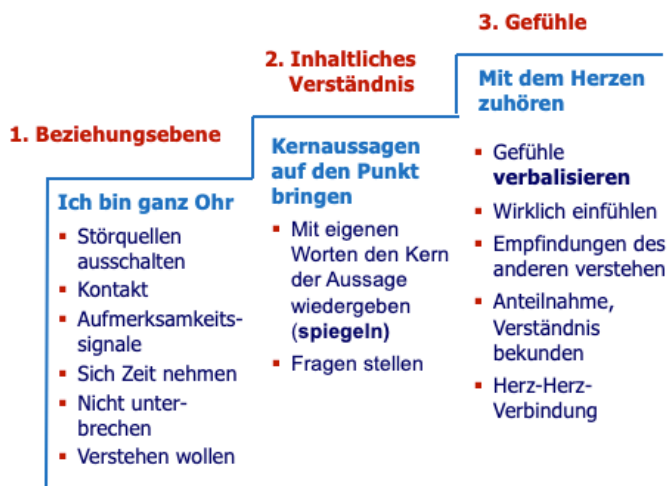 1. Beziehungsebene
Ich bin ganz Ohr
▪ Störquellen
ausschalten
▪ Kontakt
▪ Aufmerksamkeits-
signale
▪ Sich Zeit nehmen
▪ Nicht unter-
brechen
▪ Verstehen wollen
2. Inhaltliches
Verständnis
Kernaussagen
auf den Punkt
bringen
▪ Mit eigenen
Worten den Kern
der Aussage
wiedergeben
(spiegeln)
▪ Fragen stellen
3. Gefühle
Mit dem Herzen
zuhören
▪ Gefühle
verbalisieren
▪ Wirklich einfühlen
▪ Empfindungen des
anderen verstehen
▪ Anteilnahme,
Verständnis
bekunden
▪ Herz-Herz-
Verbindung